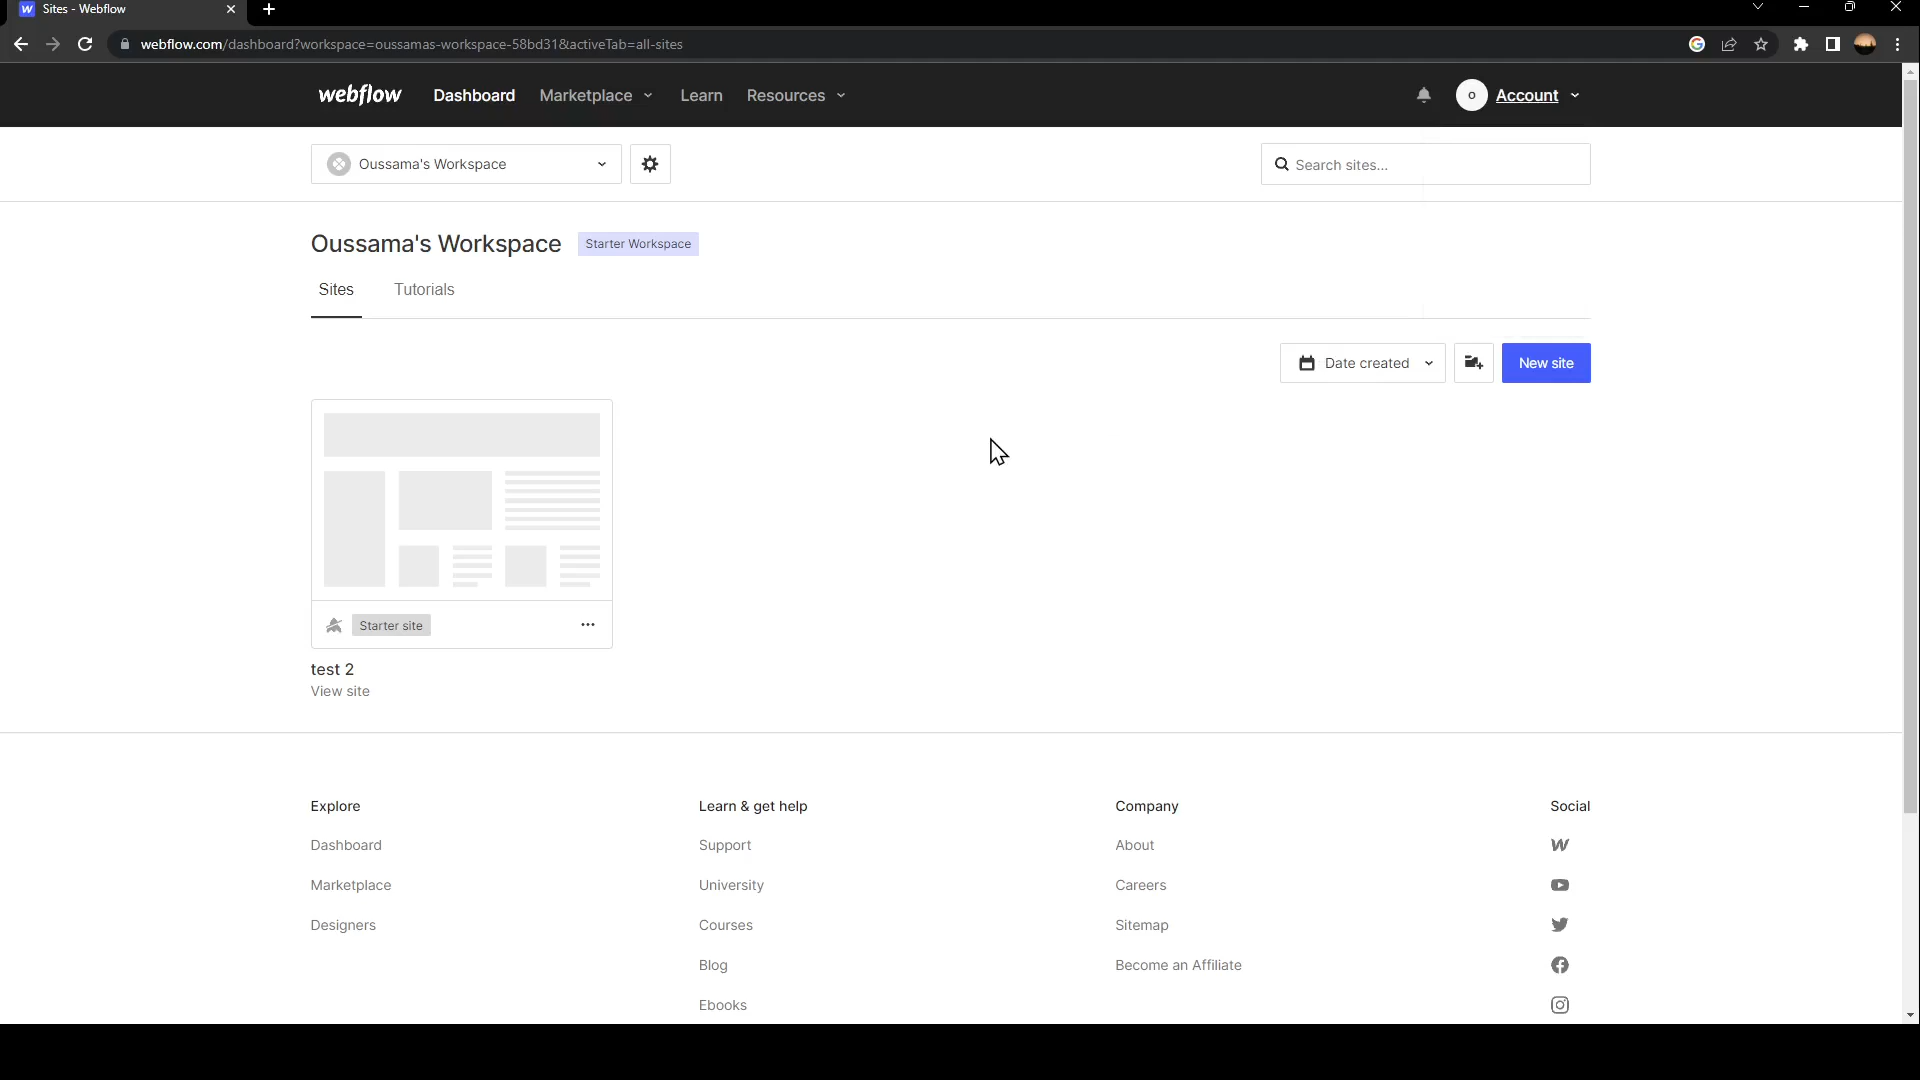 Sites - Webflow
webflow.com/dashboard?workspace=oussamas-workspace-58bd31&activeTab=all-sites
webflow Dashboard Marketplace Learn Resources O Account
Oussama's Workspace Search sites...
Oussama's Workspace Starter Workspace
Sites Tutorials
Date created New site
Starter site
test 2
View site
Explore Learn & get help Company Social
Dashboard Support About
Marketplace University Careers
Designers Courses Sitemap
Blog Become an Affiliate
Ebooks